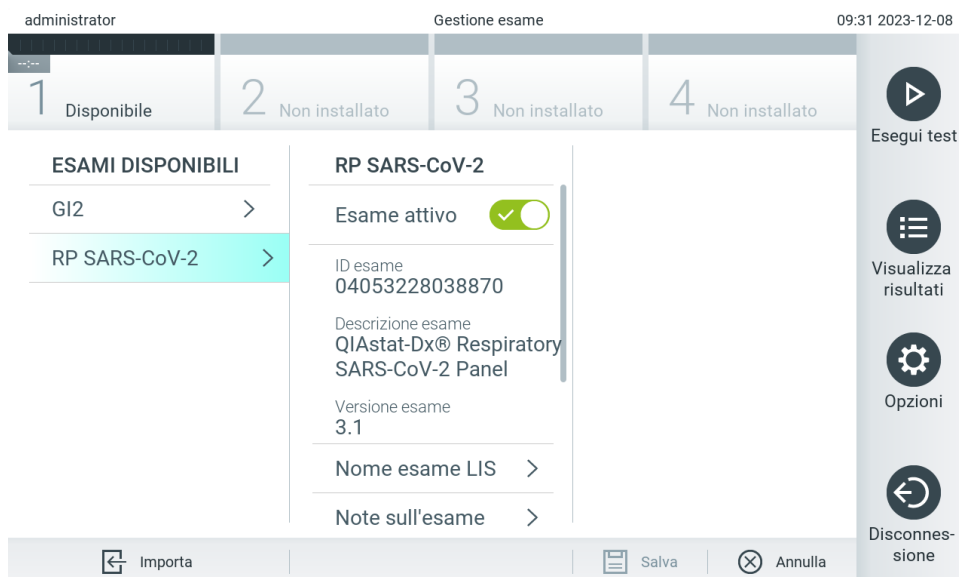 administrator
Gestione esame
09:31 2023-12-08
--:--
1 Disponibile
2 Non installato
3 Non installato
4 Non installato
Esegui test
Visualizza
risultati
Opzioni
Disconnes-
sione
ESAMI DISPONIBILI
GI2
RP SARS-CoV-2
RP SARS-CoV-2
Esame attivo
ID esame
04053228038870
Descrizione esame
QIAstat-Dx® Respiratory
SARS-CoV-2 Panel
Versione esame
3.1
Nome esame LIS
Note sull'esame
Importa
Salva
Annulla